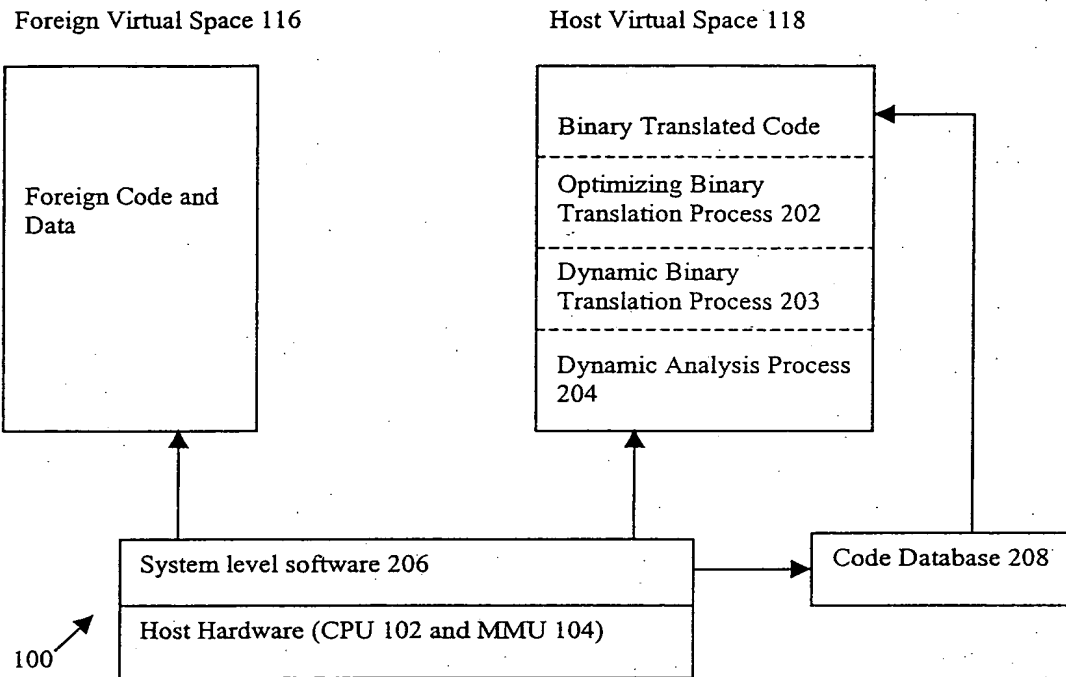 Foreign Virtual Space 116
Host Virtual Space 118
Foreign Code and
Data
Binary Translated Code
Optimizing Binary
Translation Process 202
Dynamic Binary
Translation Process 203
Dynamic Analysis Process
204
System level software 206
Code Database 208
Host Hardware (CPU 102 and MMU 104)
100